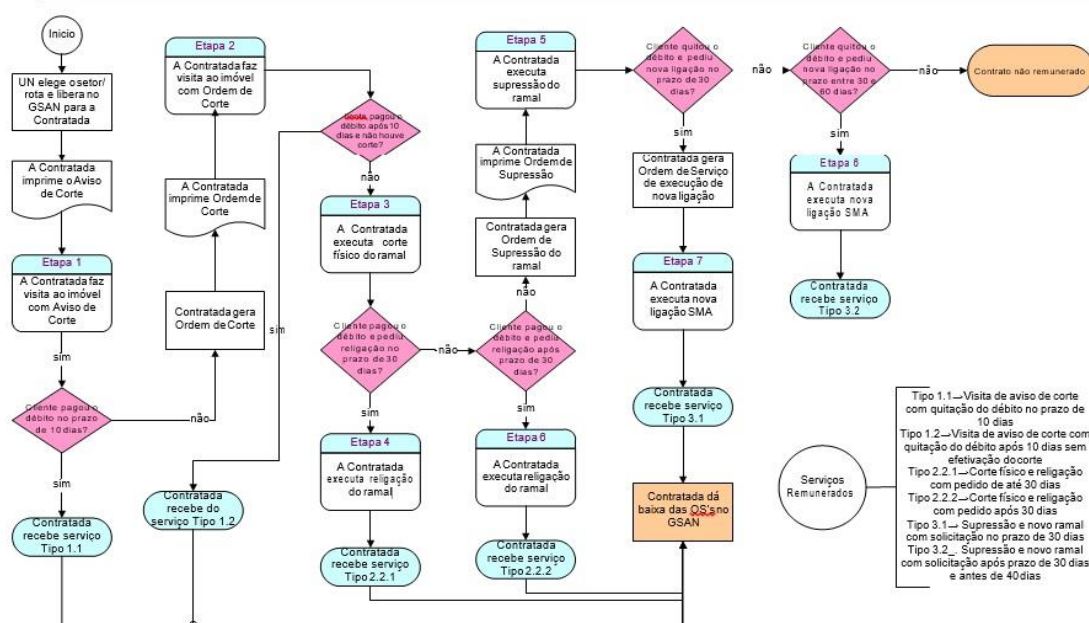 Inicio
UN elege o setor/
rota e libera no
GSAN para a
Contratada
A Contratada
imprime o Aviso
de Corte
Etapa 1
A Contratada faz
visita ao imóvel
com Aviso de
Corte
sim
Cliente pagou o
débito no prazo
de 10 dias?
não
sim
Contratada
recebe serviço
Tipo 1.1
Etapa 2
A Contratada faz
visita ao imóvel
com Ordem de
Corte
A Contratada
imprime Ordem de
Corte
Contratada gera
Ordem de Corte
sim
Contratada
recebe do
serviço Tipo 1.2
pagou o
débito após 10
dias e não houve
corte?
não
Etapa 3
A Contratada
executa corte
físico do ramal
Cliente pagou o
débito e pediu
religação no
prazo de 30
dias?
não
sim
Etapa 4
A Contratada
executa religação
do ramal
Contratada
recebe serviço
Tipo 2.2.1
Etapa 5
A Contratada
executa
supressão do
ramal
A Contratada
imprime Ordem de
Supressão
Contratada gera
Ordem de
Supressão do
ramal
não
Cliente pagou o
débito e pediu
religação após
prazo de 30
dias?
sim
Etapa 6
A Contratada
executa religação
do ramal
Contratada
recebe serviço
Tipo 2.2.2
Cliente quitou o
débito e pediu
nova ligação no
prazo de 30
dias?
não
sim
Contratada gera
Ordem de Serviço
de execução de
nova ligação
Etapa 7
A Contratada
executa nova
ligação SMA
Contratada
recebe serviço
Tipo 3.1
Contratada dá
baixa das OS's no
GSAN
Cliente quitou o
débito e pediu
nova ligação no
prazo entre 30 e
60 dias?
não
sim
Etapa 8
A Contratada
executa nova
ligação SMA
Contratada
recebe serviço
Tipo 3.2
Contrato não remunerado
Serviços
Remunerados
Tipo 1.1—Visita de aviso de corte
com quitação do débito no prazo de
10 dias
Tipo 1.2—Visita de aviso de corte com
quitação do débito após 10 dias sem
efetivação do corte
Tipo 2.2.1—Corte físico e religação
com pedido de até 30 dias
Tipo 2.2.2—Corte físico e religação
com pedido após 30 dias
Tipo 3.1— Supressão e novo ramal
com solicitação no prazo de 30 dias
Tipo 3.2_. Supressão e novo ramal
com solicitação após prazo de 30 dias
e antes de 40 dias